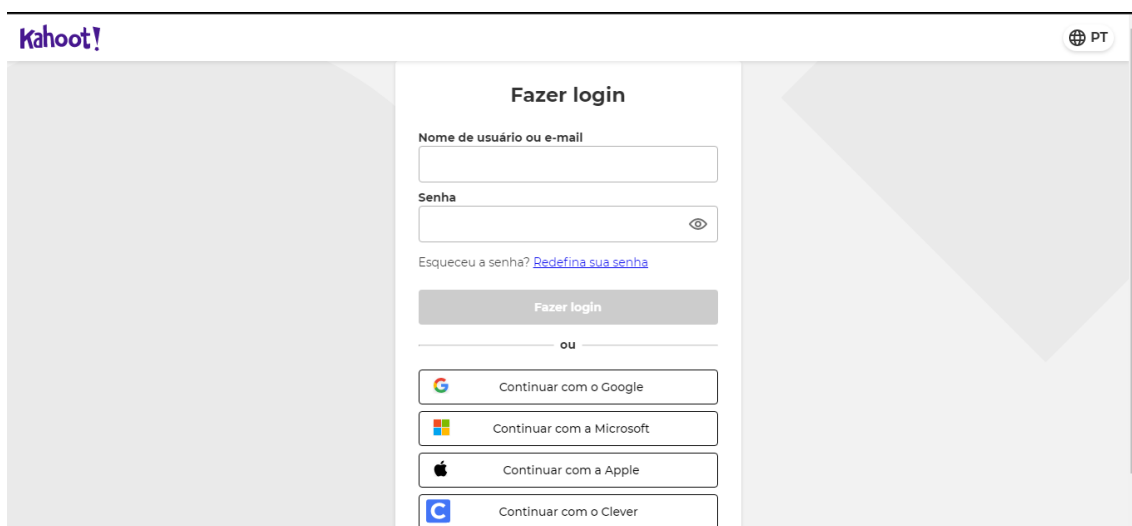 Kahoot!
PT
Fazer login
Nome de usuário ou e-mail
Senha
Esqueceu a senha? Redefina sua senha
Fazer login
ou
Continuar com o Google
Continuar com a Microsoft
Continuar com a Apple
Continuar com o Clever